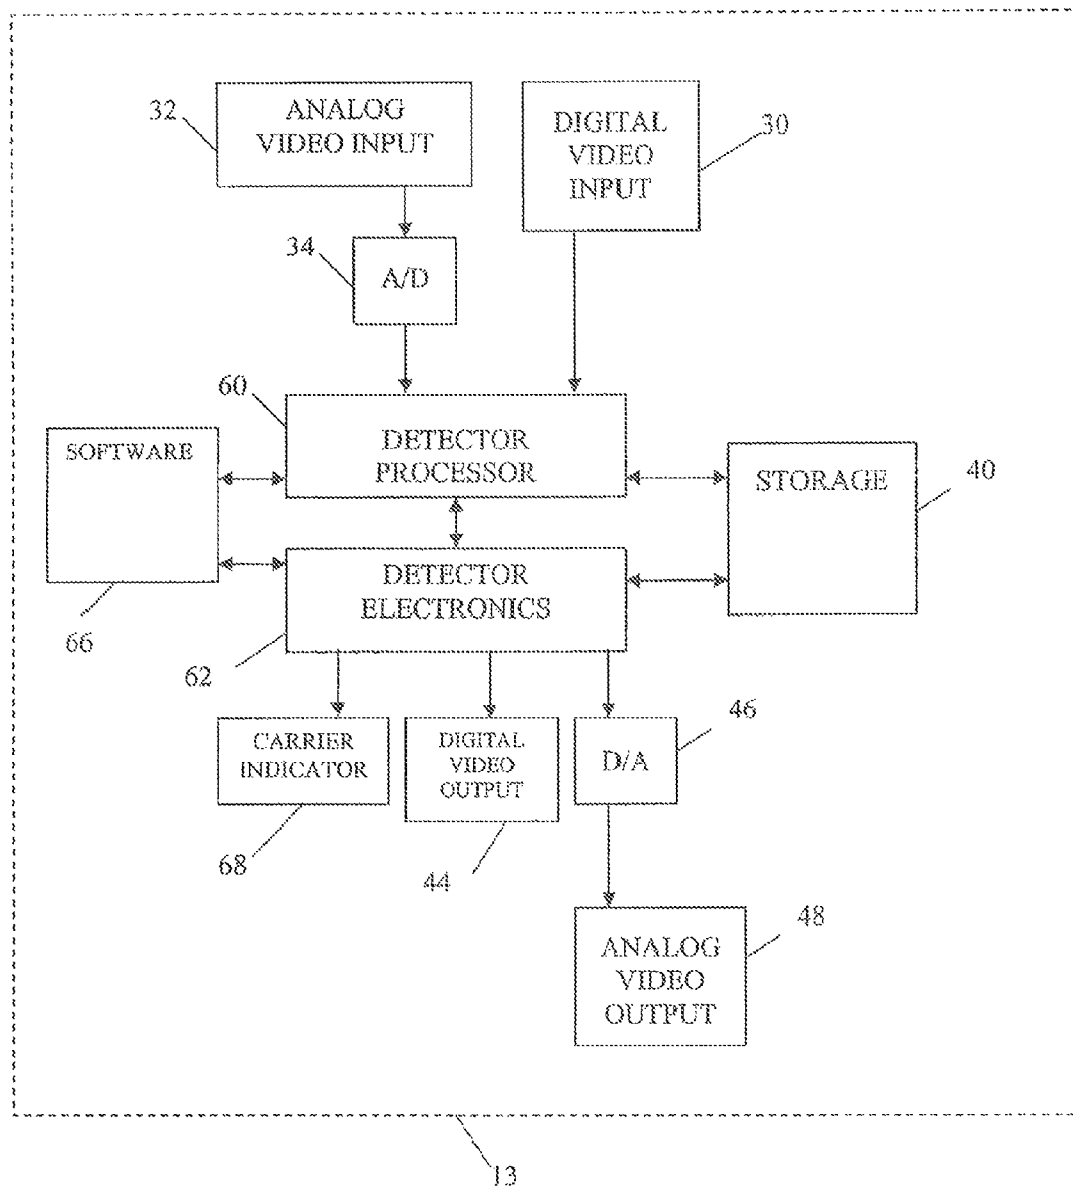 32
ANALOG
VIDEO INPUT
DIGITAL
VIDEO
INPUT
30
34
A/D
60
DETECTOR
PROCESSOR
SOFTWARE
STORAGE
40
DETECTOR
ELECTRONICS
66
62
CARRIER
INDICATOR
DIGITAL
VIDEO
OUTPUT
46
D/A
68
44
48
ANALOG
VIDEO
OUTPUT
13